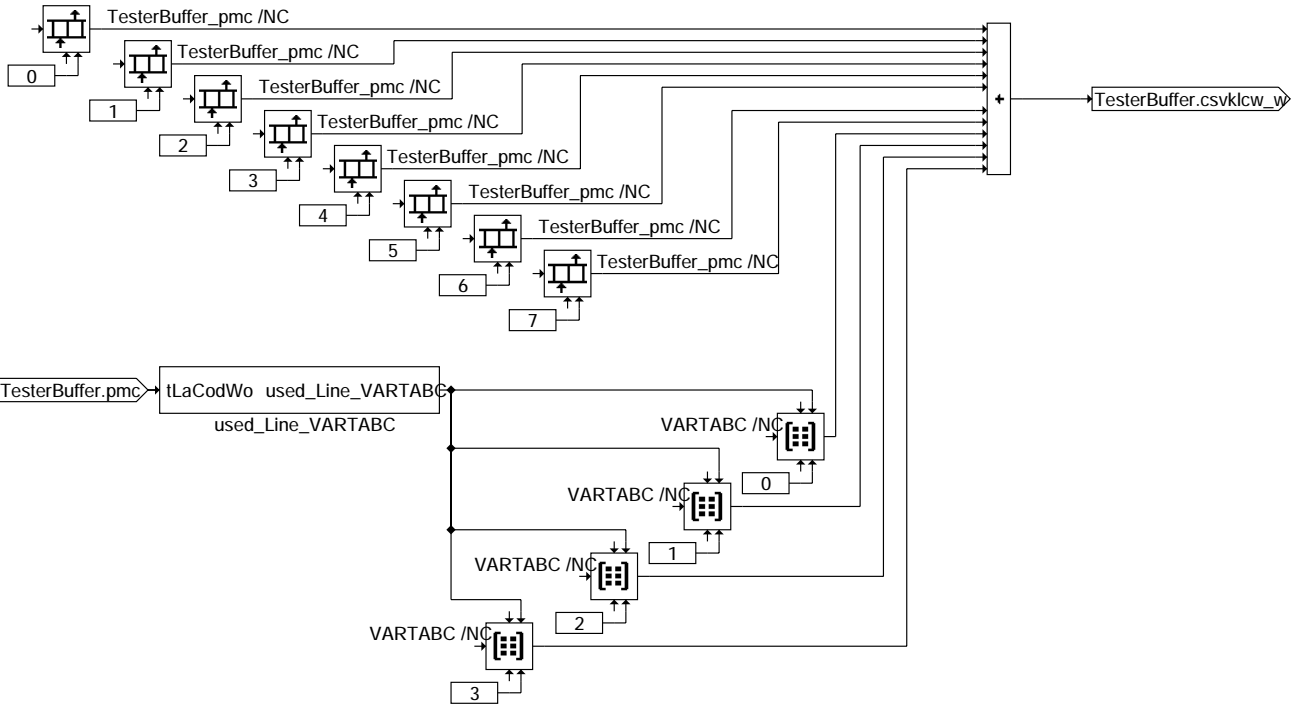 TesterBuffer_pmc /NC
0
TesterBuffer_pmc /NC
1
TesterBuffer_pmc /NC
2
TesterBuffer_pmc /NC
3
TesterBuffer_pmc /NC
4
TesterBuffer_pmc /NC
5
TesterBuffer_pmc /NC
6
TesterBuffer_pmc /NC
7
+
TesterBuffer.csvklcw_w
TesterBuffer.pmc
tLaCodWo used_Line_VARTABC
used_Line_VARTABC
VARTABC /NC
0
VARTABC /NC
1
VARTABC /NC
2
VARTABC /NC
3